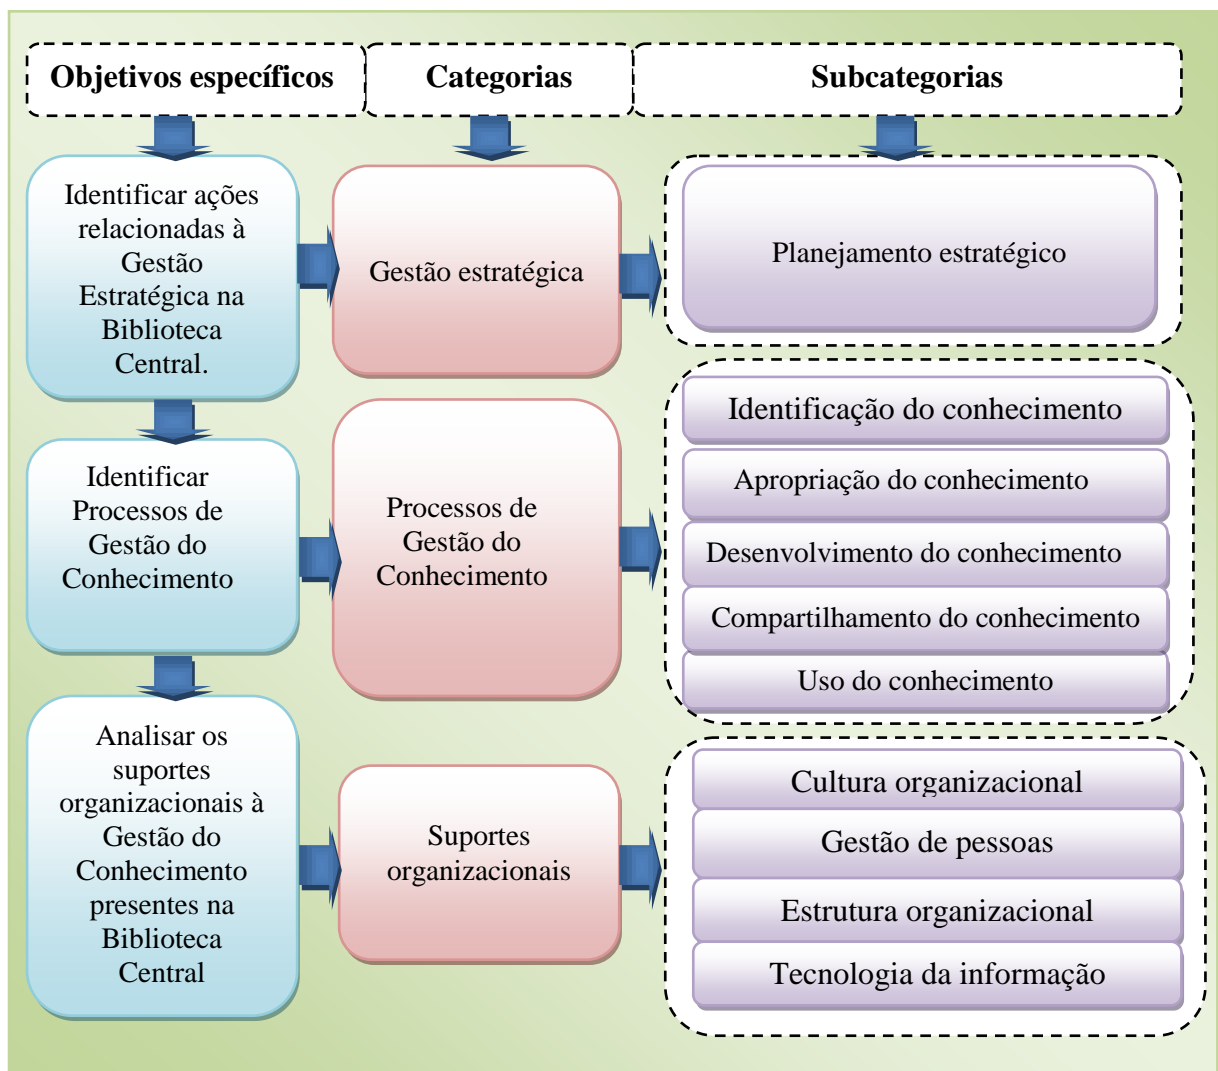 Objetivos específicos
Categorias
Subcategorias
Identificar ações
relacionadas à
Gestão
Estratégica na
Biblioteca
Central.
Gestão estratégica
Planejamento estratégico
Identificar
Processos de
Gestão do
Conhecimento
Processos de
Gestão do
Conhecimento
Identificação do conhecimento
Apropriação do conhecimento
Desenvolvimento do conhecimento
Compartilhamento do conhecimento
Uso do conhecimento
Analisar os
suportes
organizacionais à
Gestão do
Conhecimento
presentes na
Biblioteca
Central
Suportes
organizacionais
Cultura organizacional
Gestão de pessoas
Estrutura organizacional
Tecnologia da informação